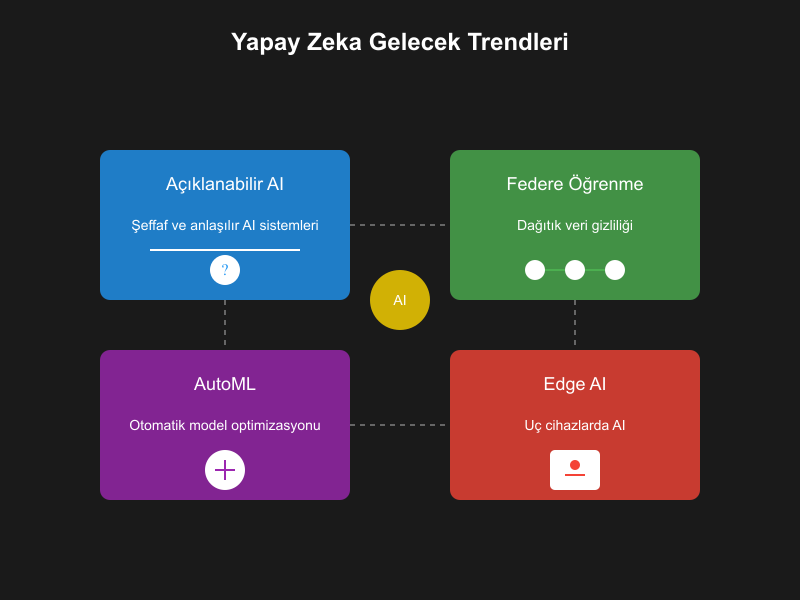 Yapay Zeka Gelecek Trendleri
Açıklanabilir AI
Şeffaf ve anlaşılır AI sistemleri
?
Federe Öğrenme
Dağıtık veri gizliliği
AI
AutoML
Otomatik model optimizasyonu
Edge AI
Uç cihazlarda AI